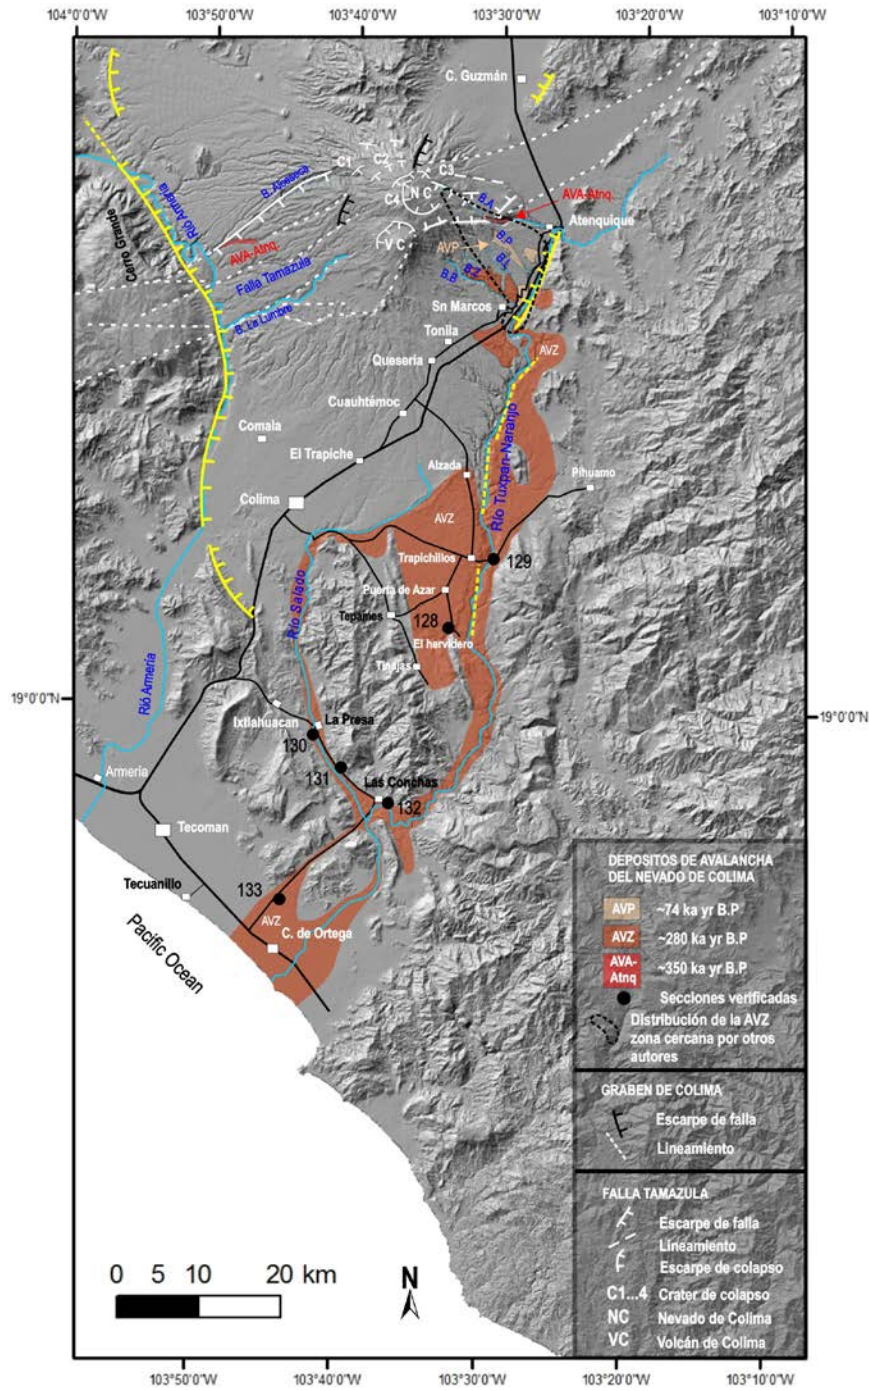 104°0'0"W
103°50'0"W
103°40'0"W
103°30'0"W
103°20'0"W
103°10'0"W
C. Guzmán
C1
C2
C3
N C
C4
V C
B. Atenteca
Río Armería
Cerro Grande
AVA-Atnq.
Falla Tamazula
B. La Lumbre
B.A
AVA-Atnq.
Atenquique
B.P
AVP
B.L
B.Z
B.B
Sn Marcos
Tonila
AVZ
Quesería
Cuauhtémoc
Comala
El Trapiche
Río Tuxpan-Naranjo
Alzada
Pihuamo
Colima
AVZ
Trapichillos
129
Río Salado
Puerta de Azar
Tepames
128
El hervidero
Tinajas
19°0'0"N
19°0'0"N
Rió Armería
Ixtlahuacan
La Presa
130
131
Las Conchas
132
Armería
Tecoman
Tecuanillo
133
AVZ
C. de Ortega
Pacific Ocean
DEPOSITOS DE AVALANCHA
DEL NEVADO DE COLIMA
AVP ~74 ka yr B.P
AVZ ~280 ka yr B.P
AVA-
Atnq ~350 ka yr B.P
Secciones verificadas
Distribución de la AVZ
zona cercana por otros
autores
GRABEN DE COLIMA
Escarpe de falla
Lineamiento
FALLA TAMAZULA
Escarpe de falla
Lineamiento
Escarpe de colapso
C1...4 Crater de colapso
NC Nevado de Colima
VC Volcán de Colima
0 5 10 20 km
N
103°50'0"W
103°40'0"W
103°30'0"W
103°20'0"W
103°10'0"W